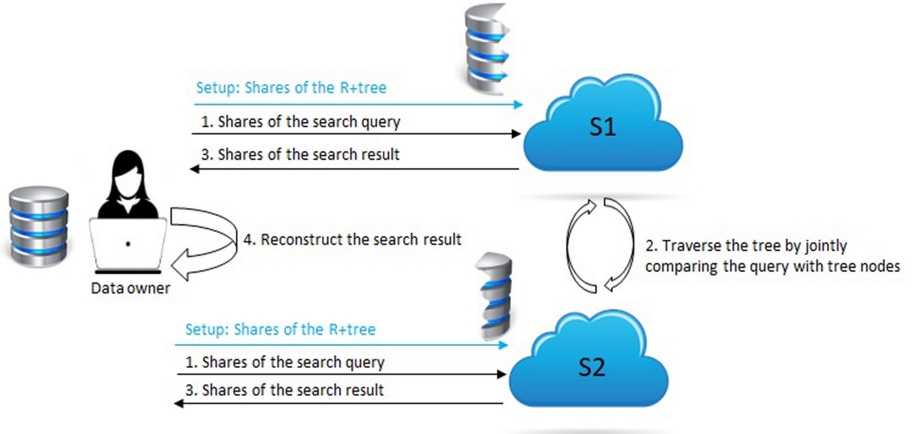 Setup: Shares of the R+tree
1. Shares of the search query
3. Shares of the search result
S1
4. Reconstruct the search result
2. Traverse the tree by jointly
comparing the query with tree nodes
Data owner
Setup: Shares of the R+tree
1. Shares of the search query
3. Shares of the search result
S2